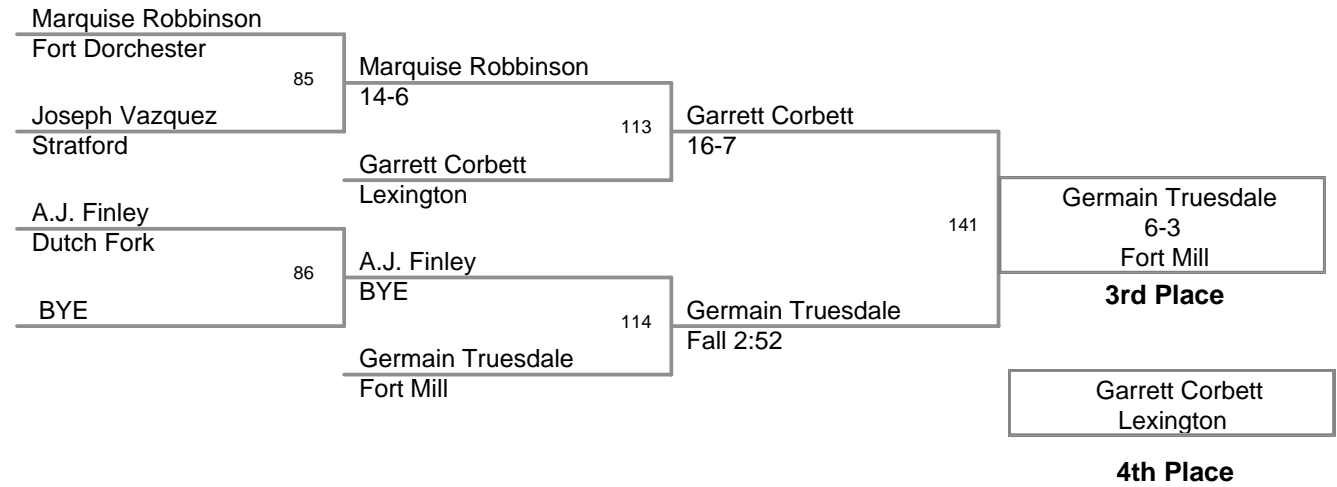 Marquise Robbinson
Fort Dorchester
85
Joseph Vazquez
Stratford
A.J. Finley
Dutch Fork
86
BYE
Marquise Robbinson
14-6
113
Garrett Corbett
Lexington
A.J. Finley
BYE
114
Germain Truesdale
Fort Mill
Garrett Corbett
16-7
141
Germain Truesdale
Fall 2:52
Germain Truesdale
6-3
Fort Mill
3rd Place
Garrett Corbett
Lexington
4th Place